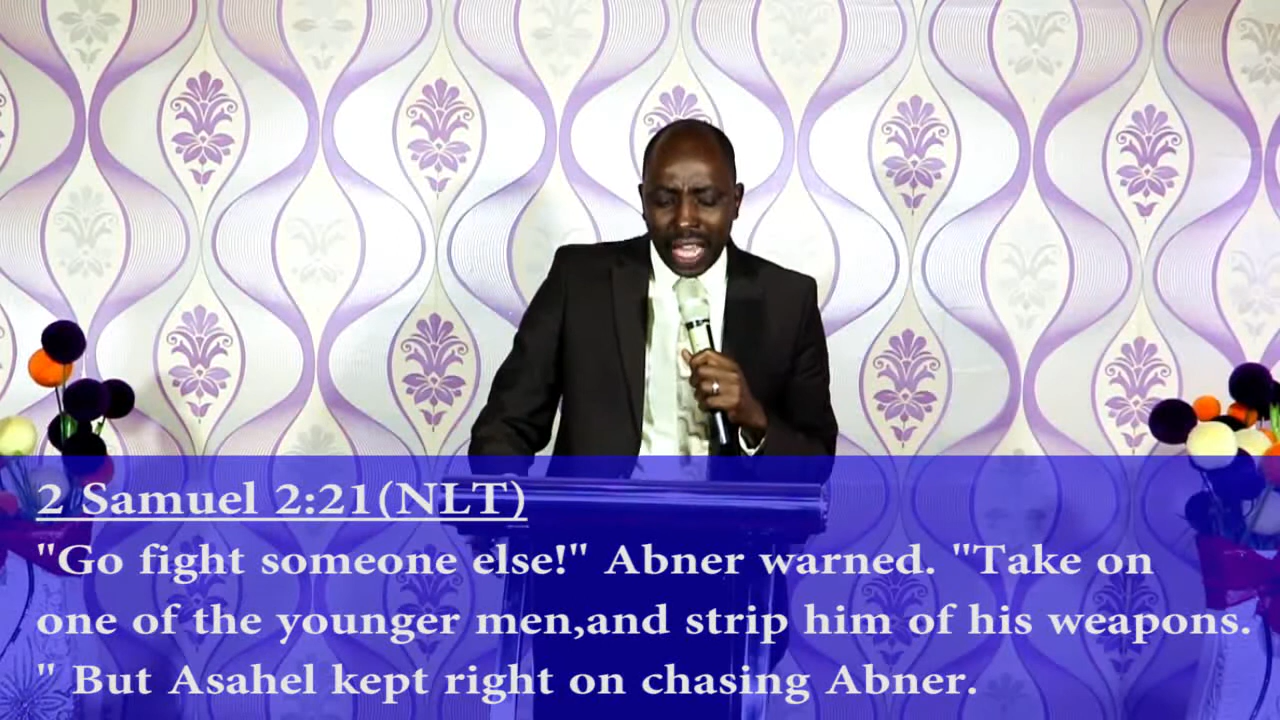 2 Samuel 2:21(NLT)
"Go fight someone else!" Abner warned. "Take on
one of the younger men,and strip him of his weapons.
" But Asahel kept right on chasing Abner.